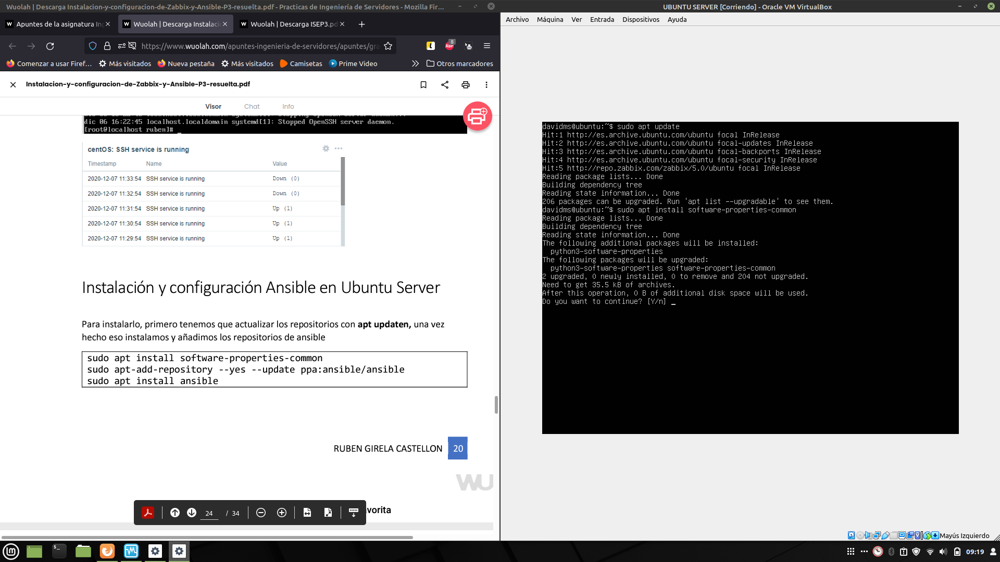 Wuolah | Descarga Instalacion-y-configuracion-de-Zabbix-y-Ansible-P3-resuelta.pdf - Practicas de Ingeniería de Servidores - Mozilla Fir...
Apuntes de la asignatura In
Wuolah | Descarga Instalaci
Wuolah | Descarga ISEP3.pd
https://www.wuolah.com/apuntes-ingenieria-de-servidores/apuntes/gra
8
ABP
Comenzar a usar Firef...
Más visitados
Nueva pestaña
Más visitados
Camisetas
Prime Video
Otros marcadores
Instalacion-y-configuracion-de-Zabbix-y-Ansible-P3-resuelta.pdf
Visor
Chat
Info
dic 06 16:22:45 localhost.localdomain systemd[1]: Stopped OpenSSH server daemon.
[root@localhost ruben]# _
centOS: SSH service is running
Timestamp Name Value
2020-12-07 11:33:54 SSH service is running Down (0)
2020-12-07 11:32:54 SSH service is running Down (0)
2020-12-07 11:31:54 SSH service is running Up (1)
2020-12-07 11:30:54 SSH service is running Up (1)
2020-12-07 11:29:54 SSH service is running Up (1)
Instalación y configuración Ansible en Ubuntu Server
Para instalarlo, primero tenemos que actualizar los repositorios con apt updaten, una vez
hecho eso instalamos y añadimos los repositorios de ansible
sudo apt install software-properties-common
sudo apt-add-repository --yes --update ppa:ansible/ansible
sudo apt install ansible
RUBEN GIRELA CASTELLON 20
WU
24 / 34
vorita
UBUNTU SERVER [Corriendo] - Oracle VM VirtualBox
Archivo Máquina Ver Entrada Dispositivos Ayuda
davidms@ubuntu:~$ sudo apt update
Hit:1 http://es.archive.ubuntu.com/ubuntu focal InRelease
Hit:2 http://es.archive.ubuntu.com/ubuntu focal-updates InRelease
Hit:3 http://es.archive.ubuntu.com/ubuntu focal-backports InRelease
Hit:4 http://es.archive.ubuntu.com/ubuntu focal-security InRelease
Hit:5 http://repo.zabbix.com/zabbix/5.0/ubuntu focal InRelease
Reading package lists... Done
Building dependency tree
Reading state information... Done
206 packages can be upgraded. Run 'apt list --upgradable' to see them.
davidms@ubuntu:~$ sudo apt install software-properties-common
Reading package lists... Done
Building dependency tree
Reading state information... Done
The following additional packages will be installed:
  python3-software-properties
The following packages will be upgraded:
  python3-software-properties software-properties-common
2 upgraded, 0 newly installed, 0 to remove and 204 not upgraded.
Need to get 35.5 kB of archives.
After this operation, 0 B of additional disk space will be used.
Do you want to continue? [Y/n] _
Mayús Izquierdo
09:19